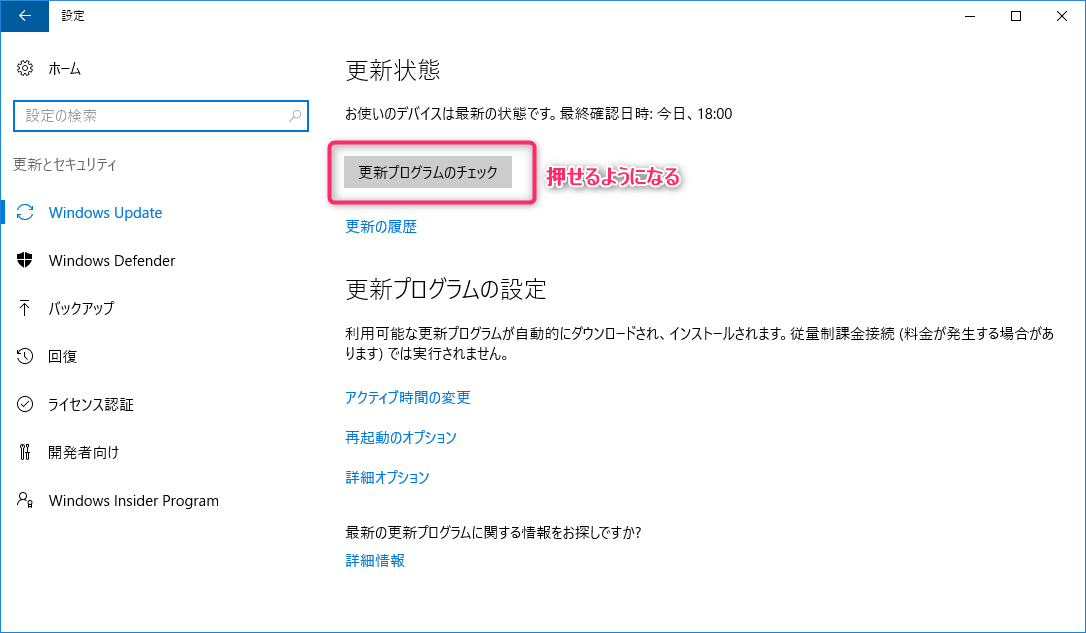 設定
ホーム
設定の検索
更新とセキュリティ
Windows Update
Windows Defender
バックアップ
回復
ライセンス認証
開発者向け
Windows Insider Program
更新状態
お使いのデバイスは最新の状態です。最終確認日時: 今日、18:00
更新プログラムのチェック
押せるようになる
更新の履歴
更新プログラムの設定
利用可能な更新プログラムが自動的にダウンロードされ、インストールされます。従量制課金接続 (料金が発生する場合があ
ります) では実行されません。
アクティブ時間の変更
再起動のオプション
詳細オプション
最新の更新プログラムに関する情報をお探しですか?
詳細情報